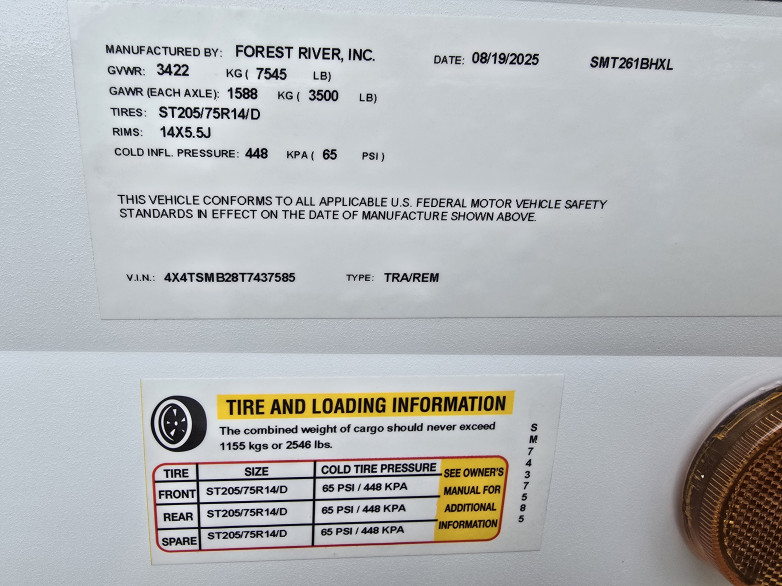 MANUFACTURED BY: FOREST RIVER, INC. DATE: 08/19/2025 SMT261BHXL
GVWR: 3422 KG ( 7545 LB)
GAWR (EACH AXLE): 1588 KG ( 3500 LB)
TIRES: ST205/75R14/D
RIMS: 14X5.5J
COLD INFL. PRESSURE: 448 KPA ( 65 PSI )
THIS VEHICLE CONFORMS TO ALL APPLICABLE U.S. FEDERAL MOTOR VEHICLE SAFETY
STANDARDS IN EFFECT ON THE DATE OF MANUFACTURE SHOWN ABOVE.
V.I.N.: 4X4TSMB28T7437585 TYPE: TRA/REM
TIRE AND LOADING INFORMATION
The combined weight of cargo should never exceed
1155 kgs or 2546 lbs.
TIRE SIZE COLD TIRE PRESSURE SEE OWNER'S
FRONT ST205/75R14/D 65 PSI / 448 KPA MANUAL FOR
REAR ST205/75R14/D 65 PSI / 448 KPA ADDITIONAL
SPARE ST205/75R14/D 65 PSI / 448 KPA INFORMATION
SM7437585